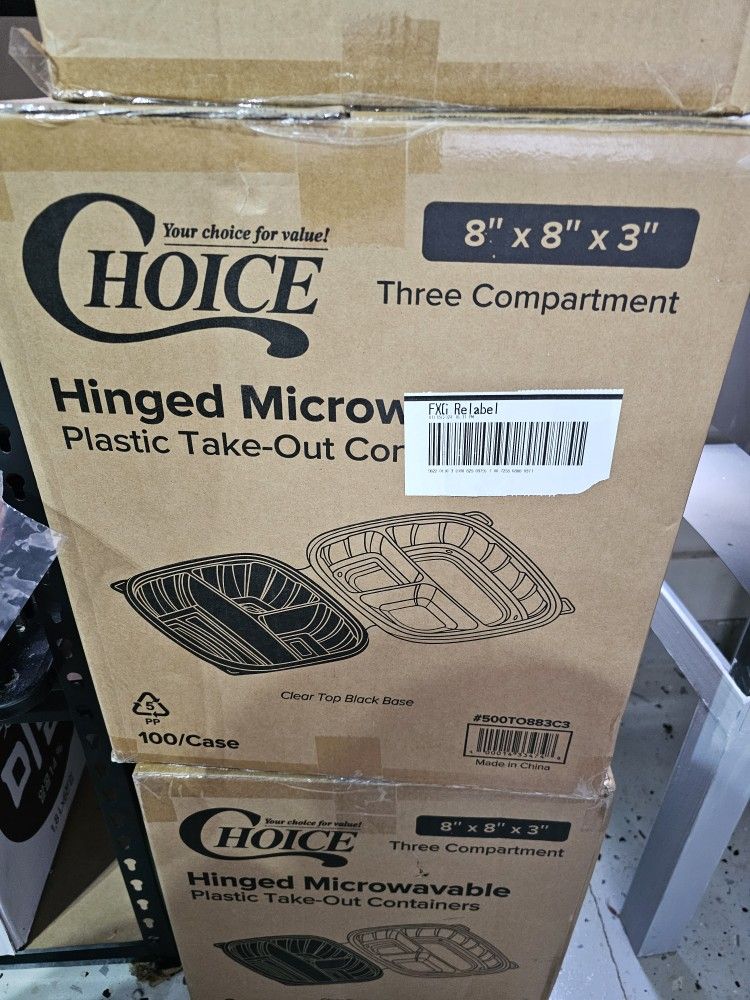 Your choice for value!
CHOICE
8" x 8" x 3"
Three Compartment
Hinged Microw
Plastic Take-Out Con
FXG Relabel
Clear Top Black Base
5
PP
100/Case
#500TO883C3
Made in China
Your choice for value!
CHOICE
8" x 8" x 3"
Three Compartment
Hinged Microwavable
Plastic Take-Out Containers